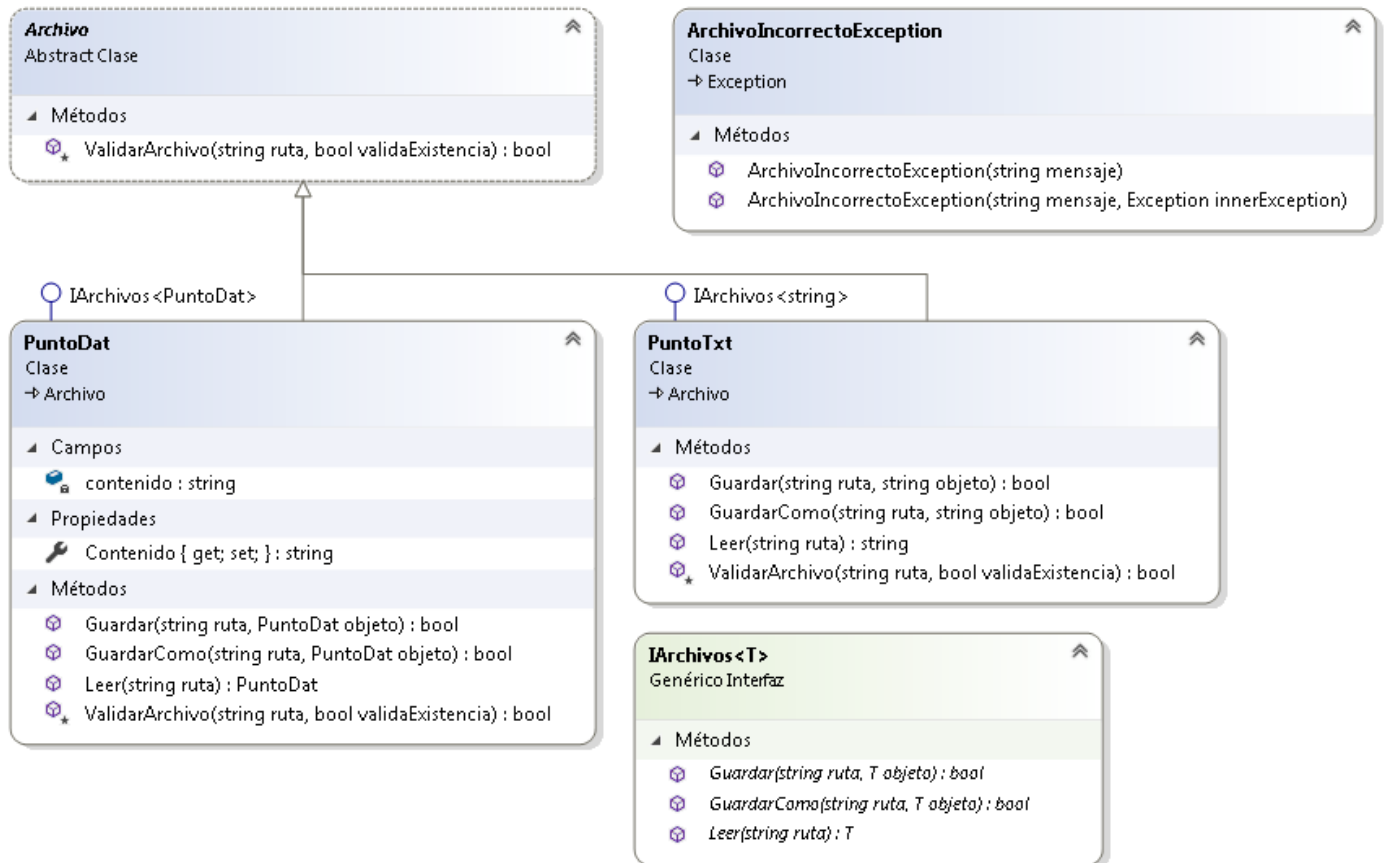 Archivo
Abstract Clase
Métodos
ValidarArchivo(string ruta, bool validaExistencia) : bool
ArchivoIncorrectoException
Clase
Exception
Métodos
ArchivoIncorrectoException(string mensaje)
ArchivoIncorrectoException(string mensaje, Exception innerException)
IArchivos<PuntoDat>
PuntoDat
Clase
Archivo
Campos
contenido : string
Propiedades
Contenido { get; set; } : string
Métodos
Guardar(string ruta, PuntoDat objeto) : bool
GuardarComo(string ruta, PuntoDat objeto) : bool
Leer(string ruta) : PuntoDat
ValidarArchivo(string ruta, bool validaExistencia) : bool
IArchivos<string>
PuntoTxt
Clase
Archivo
Métodos
Guardar(string ruta, string objeto) : bool
GuardarComo(string ruta, string objeto) : bool
Leer(string ruta) : string
ValidarArchivo(string ruta, bool validaExistencia) : bool
IArchivos<T>
Genérico Interfaz
Métodos
Guardar(string ruta, T objeto) : bool
GuardarComo(string ruta, T objeto) : bool
Leer(string ruta) : T